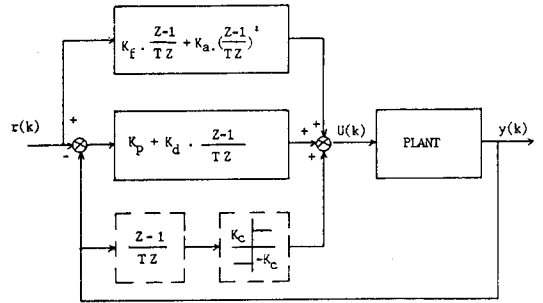 K_f · Z-1/TZ + K_a.(Z-1/TZ)²
r(k)
+
-
K_p + K_d · Z-1/TZ
+
+ +
+
U(k)
PLANT
y(k)
Z-1/TZ
K_c
-K_c